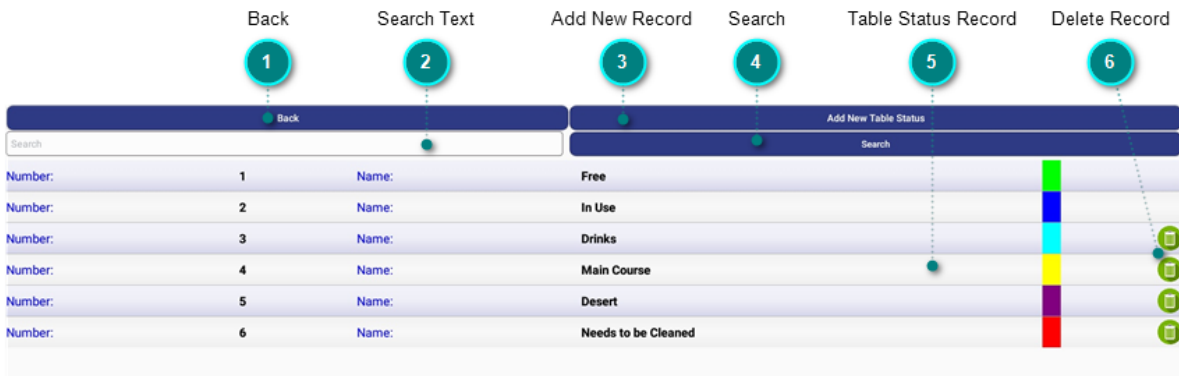 Back Search Text Add New Record Search Table Status Record Delete Record
1 2 3 4 5 6
Back Add New Table Status
Search Search
Number: 1 Name: Free
Number: 2 Name: In Use
Number: 3 Name: Drinks
Number: 4 Name: Main Course
Number: 5 Name: Desert
Number: 6 Name: Needs to be Cleaned